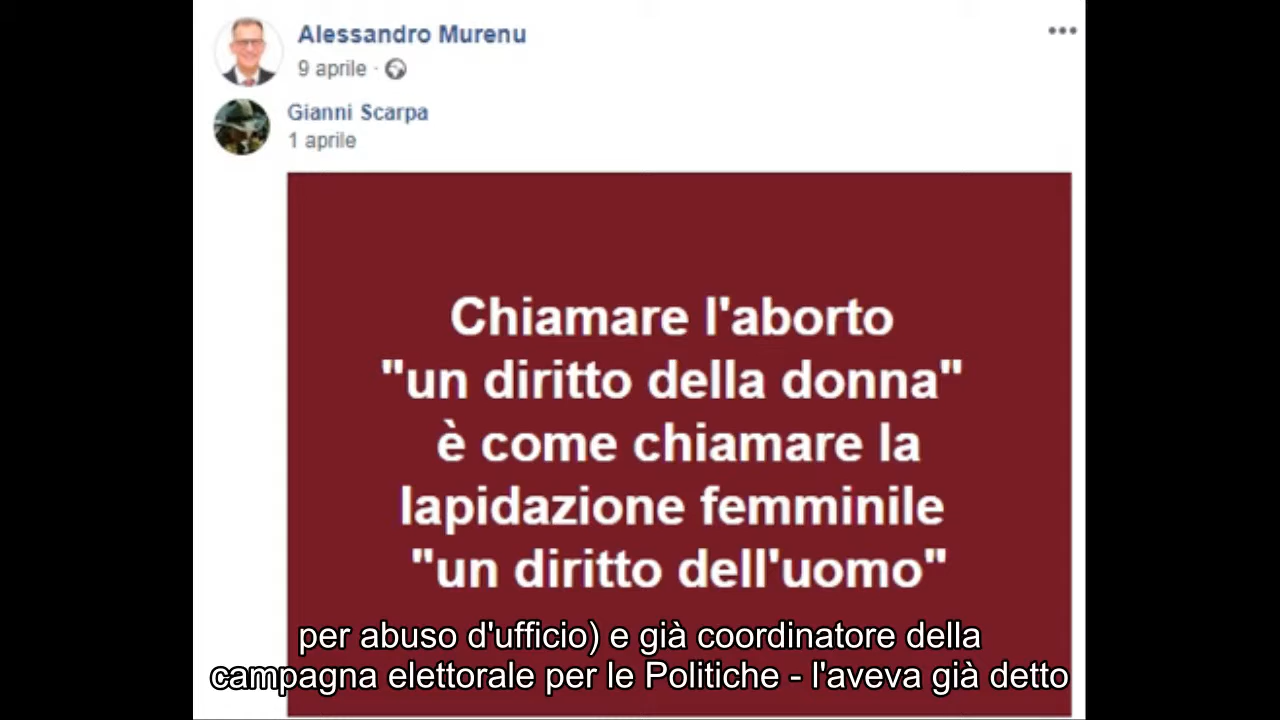 Alessandro Murenu
9 aprile ·
Gianni Scarpa
1 aprile
Chiamare l'aborto
"un diritto della donna"
è come chiamare la
lapidazione femminile
"un diritto dell'uomo"
per abuso d'ufficio) e già coordinatore della
campagna elettorale per le Politiche - l'aveva già detto